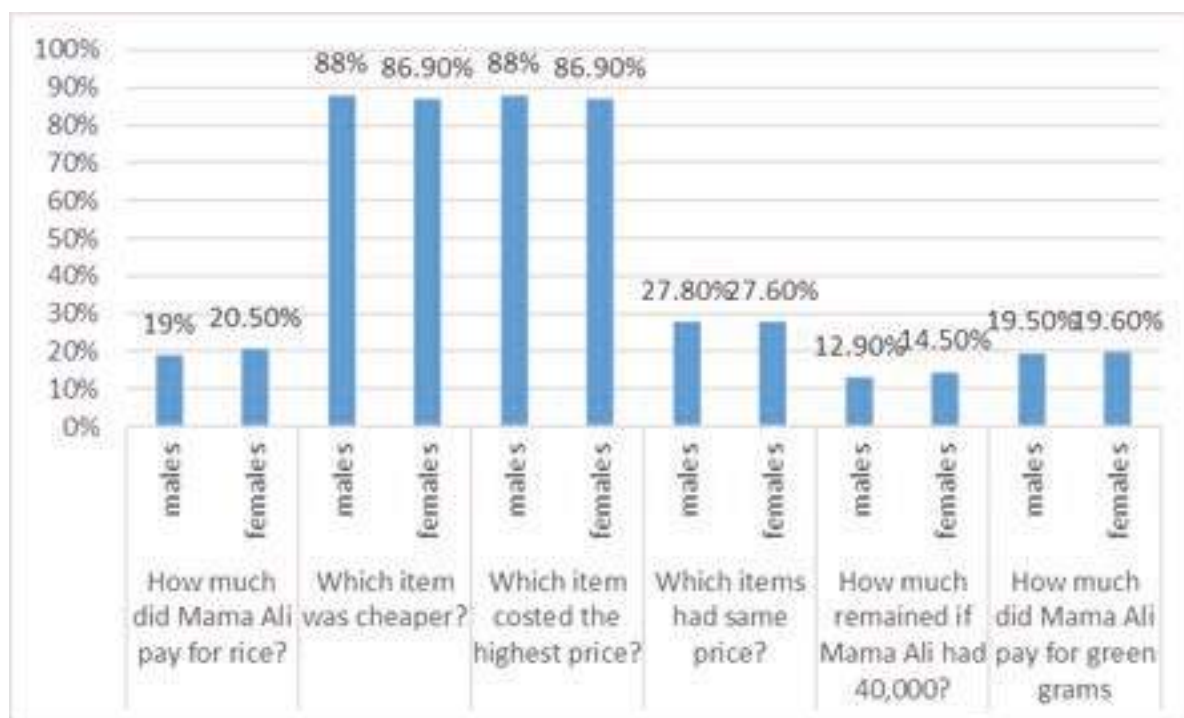 100%
90%
80%
70%
60%
50%
40%
30%
20%
10%
0%
19%
20.50%
88%
86.90%
88%
86.90%
27.80%
27.60%
12.90%
14.50%
19.50%
19.60%
males
females
males
females
males
females
males
females
males
females
males
females
How much
did Mama Ali
pay for rice?
Which item
was cheaper?
Which item
costed the
highest price?
Which items
had same
price?
How much
remained if
Mama Ali had
40,000?
How much
did Mama Ali
pay for green
grams